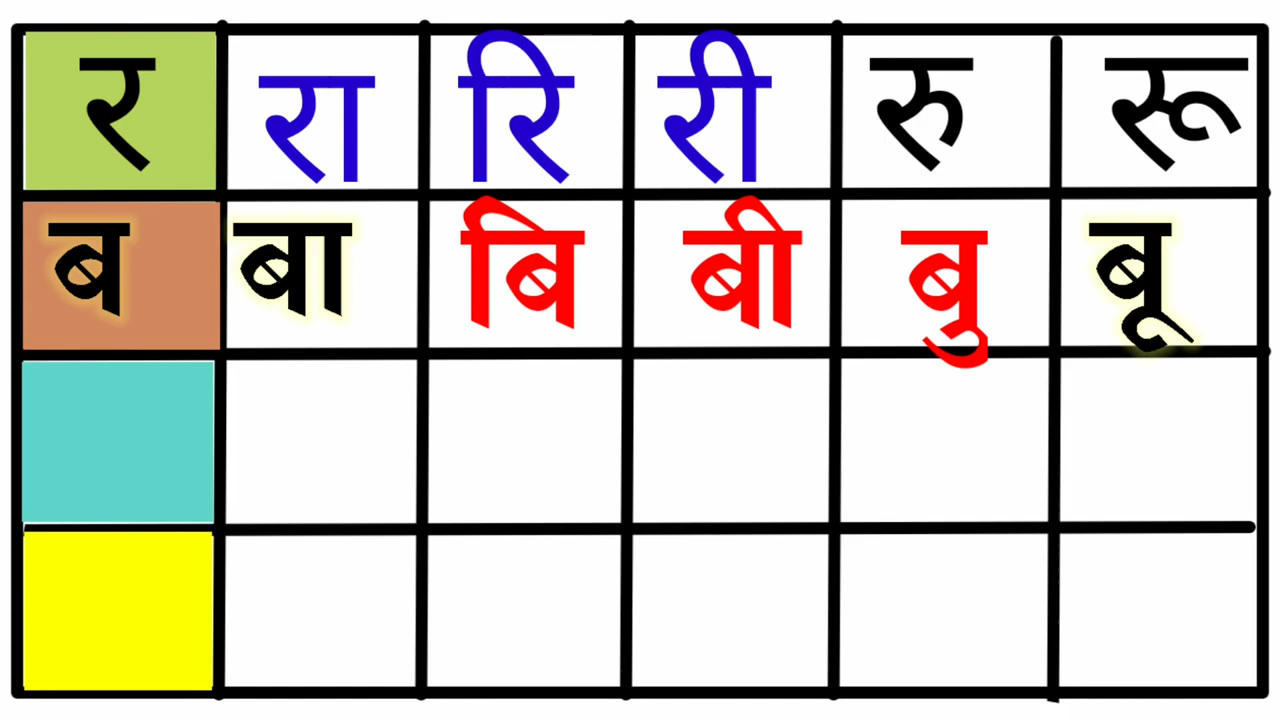 र रा रि री रु रू
ब बा बि बी बु बू